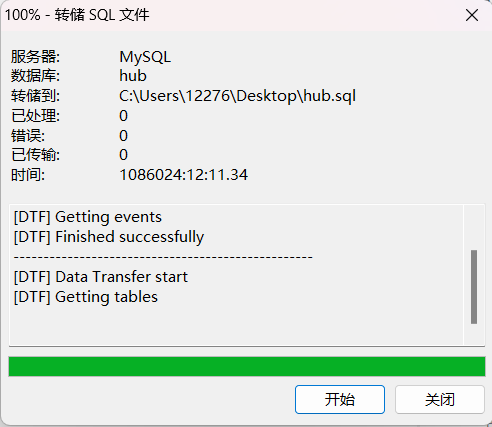 100% - 转储 SQL 文件
服务器: MySQL
数据库: hub
转储到: C:\Users\12276\Desktop\hub.sql
已处理: 0
错误: 0
已传输: 0
时间: 1086024:12:11.34
[DTF] Getting events
[DTF] Finished successfully
--------------------------------------------------
[DTF] Data Transfer start
[DTF] Getting tables
开始 关闭